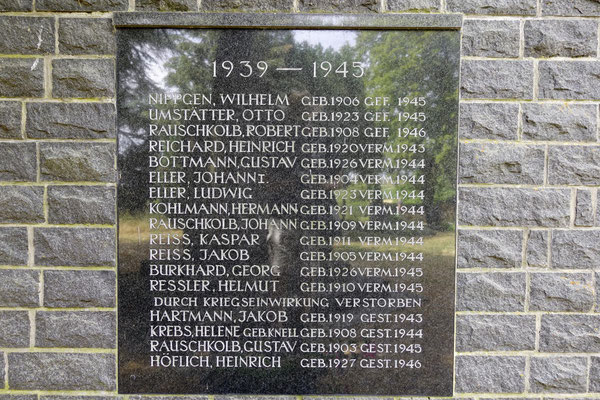 1939 — 1945
NIPPGEN, WILHELM GEB.1906 GEF. 1945
UMSTÄTTER, OTTO GEB.1923 GEF. 1945
RAUSCHKOLB, ROBERT GEB.1908 GEF. 1946
REICHARD, HEINRICH GEB.1920 VERM.1943
BÖTTMANN, GUSTAV GEB.1926 VERM.1944
ELLER, JOHANN I. GEB.1904 VERM.1944
ELLER, LUDWIG GEB.1923 VERM.1944
KOHLMANN, HERMANN GEB.1921 VERM.1944
RAUSCHKOLB, JOHANN GEB.1909 VERM.1944
REISS, KASPAR GEB.1911 VERM.1944
REISS, JAKOB GEB.1905 VERM.1944
BURKHARD, GEORG GEB.1926 VERM.1945
RESSLER, HELMUT GEB.1910 VERM.1945
DURCH KRIEGSEINWIRKUNG VERSTORBEN
HARTMANN, JAKOB GEB.1919 GEST.1943
KREBS, HELENE GEB.KNELL GEB.1908 GEST.1944
RAUSCHKOLB, GUSTAV GEB.1903 GEST.1945
HÖFLICH, HEINRICH GEB.1927 GEST.1946